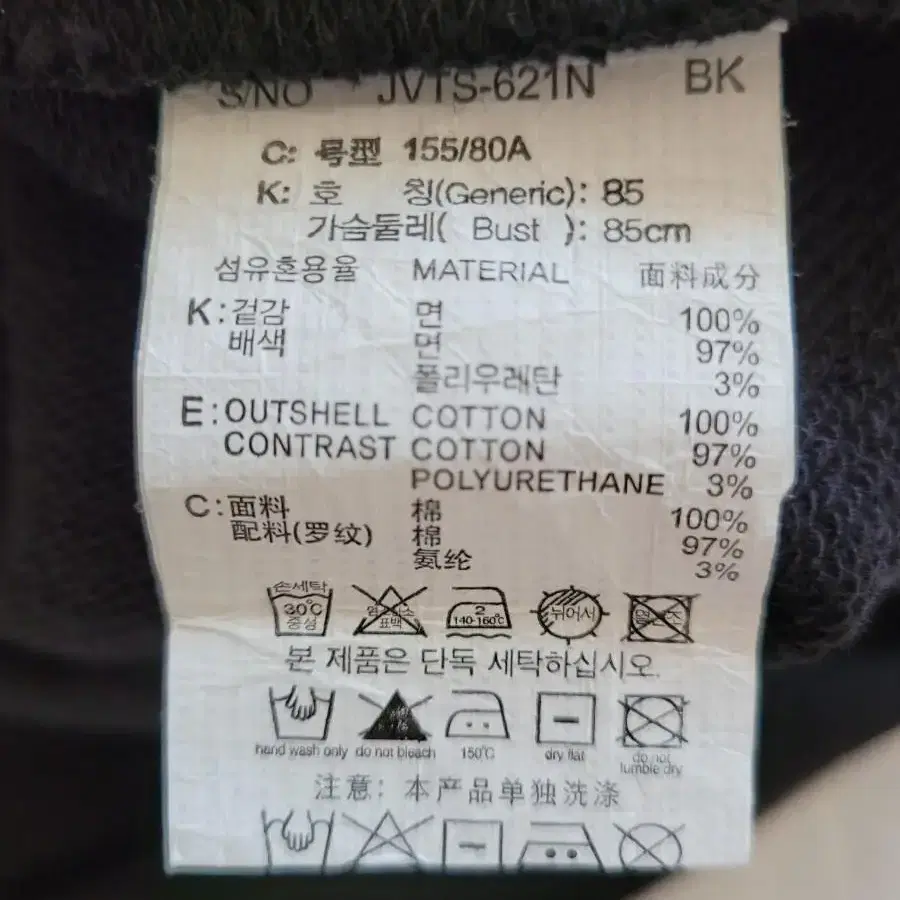 S/NO JVTS-621N BK
C: 号型 155/80A
K: 호 칭(Generic): 85
가슴둘레( Bust ): 85cm
섬유혼용율 MATERIAL 面料成分
K:겉감 면 100%
배색 면 97%
폴리우레탄 3%
E:OUTSHELL COTTON 100%
CONTRAST COTTON 97%
POLYURETHANE 3%
C:面料 棉 100%
配料(罗纹) 棉 97%
氨纶 3%
손세탁 30℃ 중성 표백 2 140-160℃ 뉘어서
본 제품은 단독 세탁하십시오.
hand wash only do not bleach 150℃ dry flat do not tumble dry
注意: 本产品单独洗涤